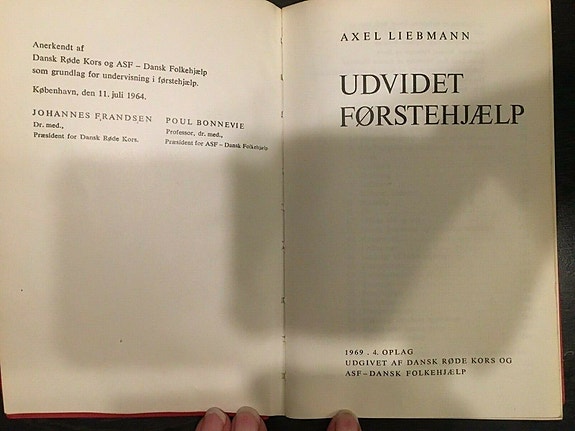 Anerkendt af
Dansk Røde Kors og ASF – Dansk Folkehjælp
som grundlag for undervisning i førstehjælp.
København, den 11. juli 1964.
JOHANNES FRANDSEN
Dr. med.,
Præsident for Dansk Røde Kors.
POUL BONNEVIE
Professor, dr. med.,
Præsident for ASF – Dansk Folkehjælp
AXEL LIEBMANN
UDVIDET
FØRSTEHJÆLP
1969 . 4. OPLAG
UDGIVET AF DANSK RØDE KORS OG
ASF–DANSK FOLKEHJÆLP